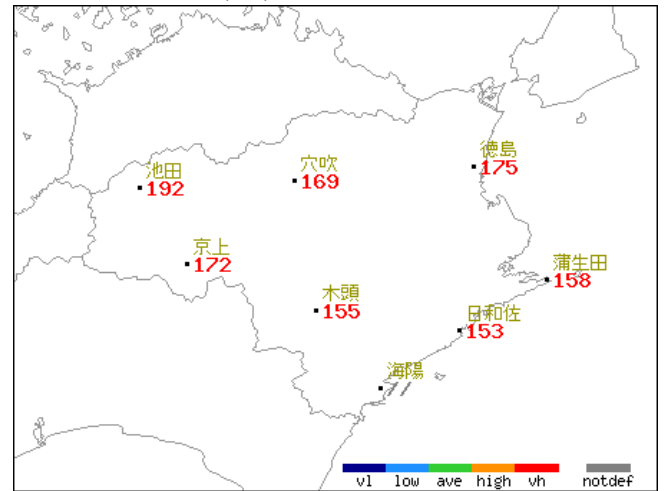 徳島
175
穴吹
169
池田
192
京上
172
蒲生田
158
木頭
155
日和佐
153
海陽
vl low ave high vh notdef